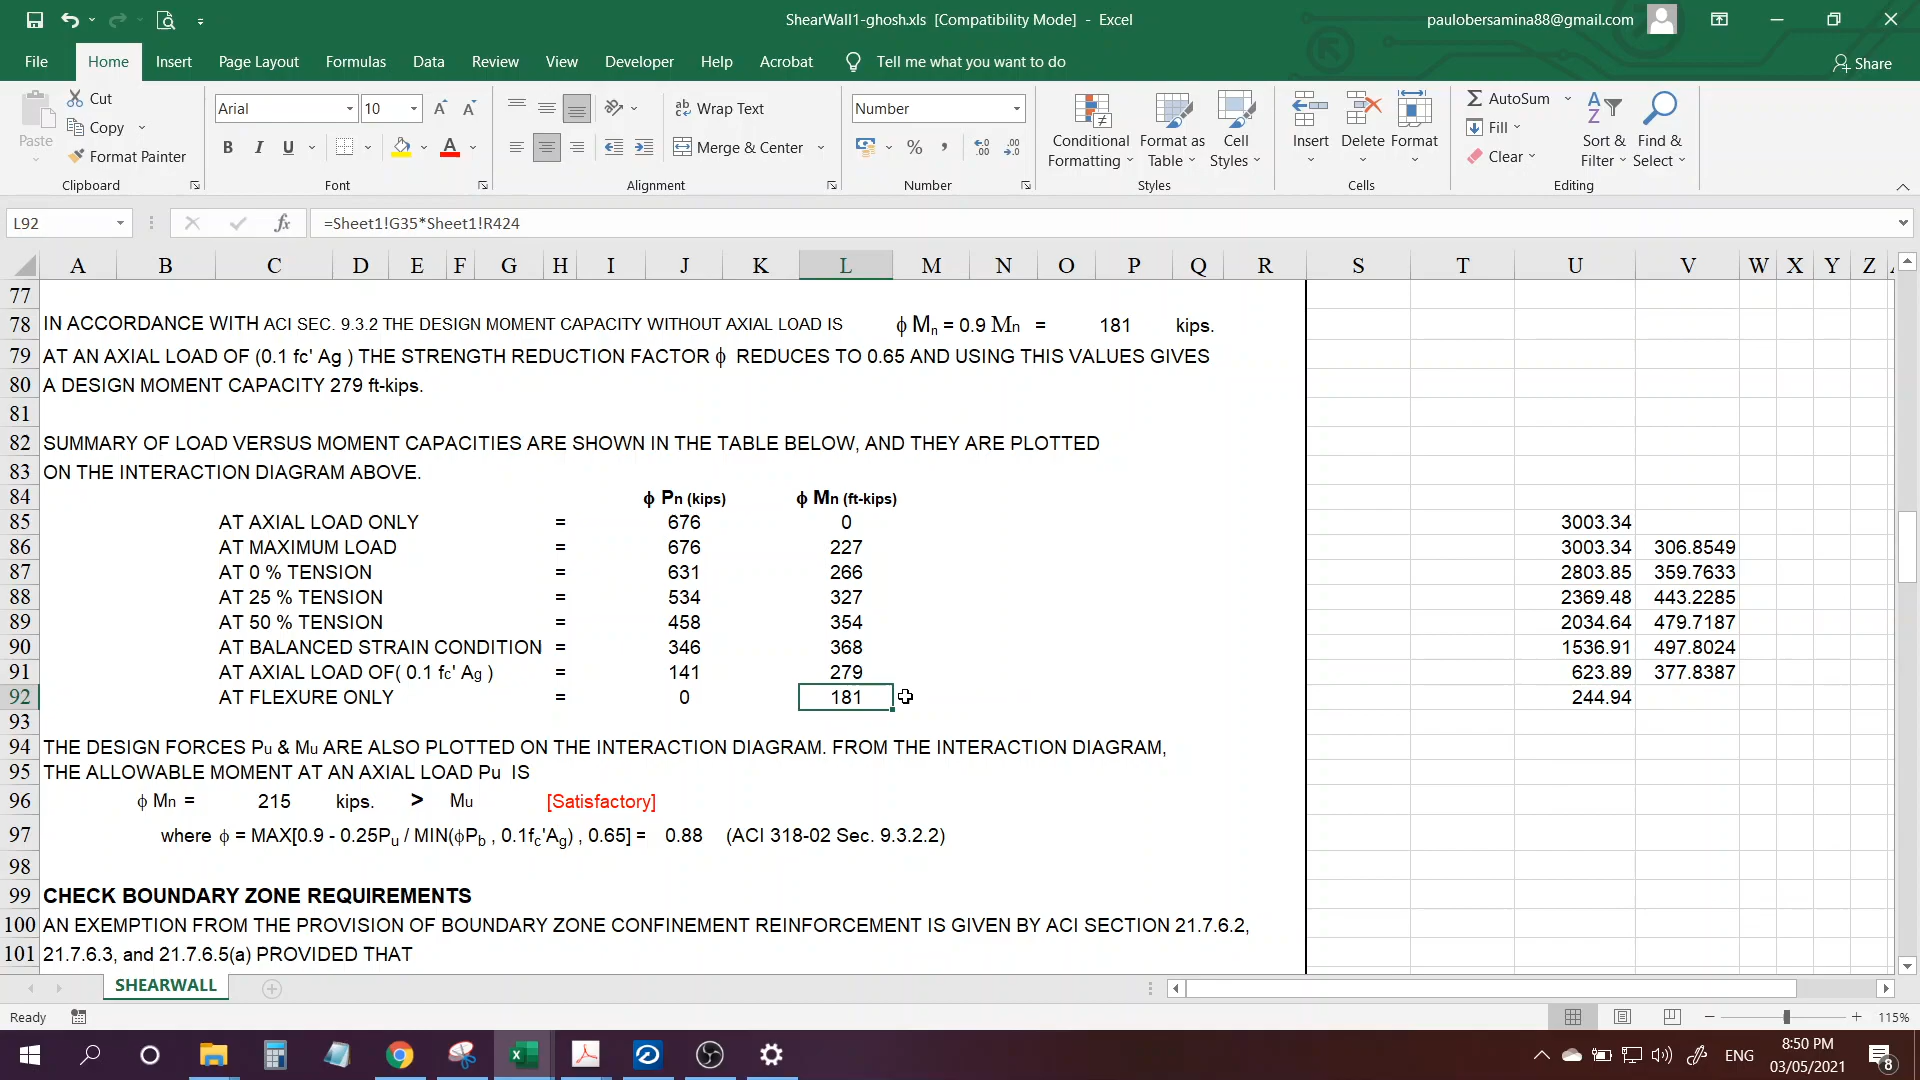 ShearWall1-ghosh.xls [Compatibility Mode] - Excel
paulobersamina88@gmail.com
File Home Insert Page Layout Formulas Data Review View Developer Help Acrobat Tell me what you want to do Share
Paste
Cut
Copy
Format Painter
Arial 10
Wrap Text
Merge & Center
Number
Conditional Formatting
Format as Table
Cell Styles
Insert
Delete
Format
AutoSum
Fill
Clear
Sort & Filter
Find & Select
Clipboard Font Alignment Number Styles Cells Editing
L92 fx =Sheet1!G35*Sheet1!R424
A B C D E F G H I J K L M N O P Q R S T U V W X Y Z
77
78 IN ACCORDANCE WITH ACI SEC. 9.3.2 THE DESIGN MOMENT CAPACITY WITHOUT AXIAL LOAD IS ϕ Mn = 0.9 Mn = 181 kips.
79 AT AN AXIAL LOAD OF (0.1 fc' Ag ) THE STRENGTH REDUCTION FACTOR ϕ REDUCES TO 0.65 AND USING THIS VALUES GIVES
80 A DESIGN MOMENT CAPACITY 279 ft-kips.
81
82 SUMMARY OF LOAD VERSUS MOMENT CAPACITIES ARE SHOWN IN THE TABLE BELOW, AND THEY ARE PLOTTED
83 ON THE INTERACTION DIAGRAM ABOVE.
84 ϕ Pn (kips) ϕ Mn (ft-kips)
85 AT AXIAL LOAD ONLY = 676 0 3003.34
86 AT MAXIMUM LOAD = 676 227 3003.34 306.8549
87 AT 0 % TENSION = 631 266 2803.85 359.7633
88 AT 25 % TENSION = 534 327 2369.48 443.2285
89 AT 50 % TENSION = 458 354 2034.64 479.7187
90 AT BALANCED STRAIN CONDITION = 346 368 1536.91 497.8024
91 AT AXIAL LOAD OF( 0.1 fc' Ag ) = 141 279 623.89 377.8387
92 AT FLEXURE ONLY = 0 181 244.94
93
94 THE DESIGN FORCES Pu & Mu ARE ALSO PLOTTED ON THE INTERACTION DIAGRAM. FROM THE INTERACTION DIAGRAM,
95 THE ALLOWABLE MOMENT AT AN AXIAL LOAD Pu IS
96 ϕ Mn = 215 kips. > Mu [Satisfactory]
97 where ϕ = MAX[0.9 - 0.25Pu / MIN(ϕPb , 0.1fc'Ag) , 0.65] = 0.88 (ACI 318-02 Sec. 9.3.2.2)
98
99 CHECK BOUNDARY ZONE REQUIREMENTS
100 AN EXEMPTION FROM THE PROVISION OF BOUNDARY ZONE CONFINEMENT REINFORCEMENT IS GIVEN BY ACI SECTION 21.7.6.2,
101 21.7.6.3, and 21.7.6.5(a) PROVIDED THAT
SHEARWALL
Ready 115%
ENG
8:50 PM
03/05/2021
8